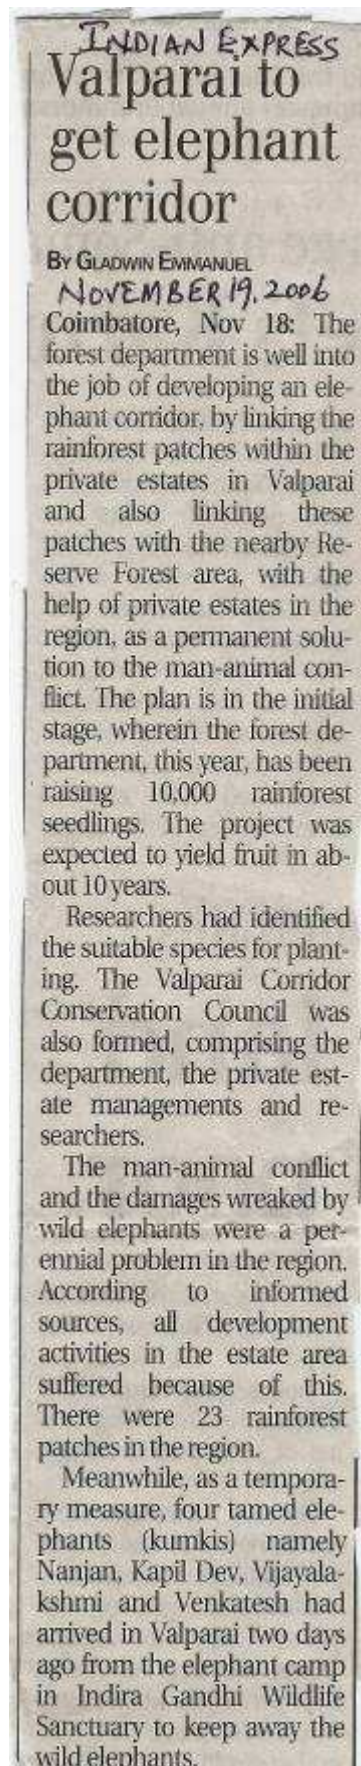 INDIAN EXPRESS
Valparai to
get elephant
corridor
BY GLADWIN EMMANUEL
NOVEMBER 19, 2006
Coimbatore, Nov 18: The
forest department is well into
the job of developing an ele-
phant corridor, by linking the
rainforest patches within the
private estates in Valparai
and also linking these
patches with the nearby Re-
serve Forest area, with the
help of private estates in the
region, as a permanent solu-
tion to the man-animal con-
flict. The plan is in the initial
stage, wherein the forest de-
partment, this year, has been
raising 10,000 rainforest
seedlings. The project was
expected to yield fruit in ab-
out 10 years.
Researchers had identified
the suitable species for plant-
ing. The Valparai Corridor
Conservation Council was
also formed, comprising the
department, the private est-
ate managements and re-
searchers.
The man-animal conflict
and the damages wreaked by
wild elephants were a per-
ennial problem in the region.
According to informed
sources, all development
activities in the estate area
suffered because of this.
There were 23 rainforest
patches in the region.
Meanwhile, as a tempora-
ry measure, four tamed ele-
phants (kumkis) namely
Nanjan, Kapil Dev, Vijayala-
kshmi and Venkatesh had
arrived in Valparai two days
ago from the elephant camp
in Indira Gandhi Wildlife
Sanctuary to keep away the
wild elephants.